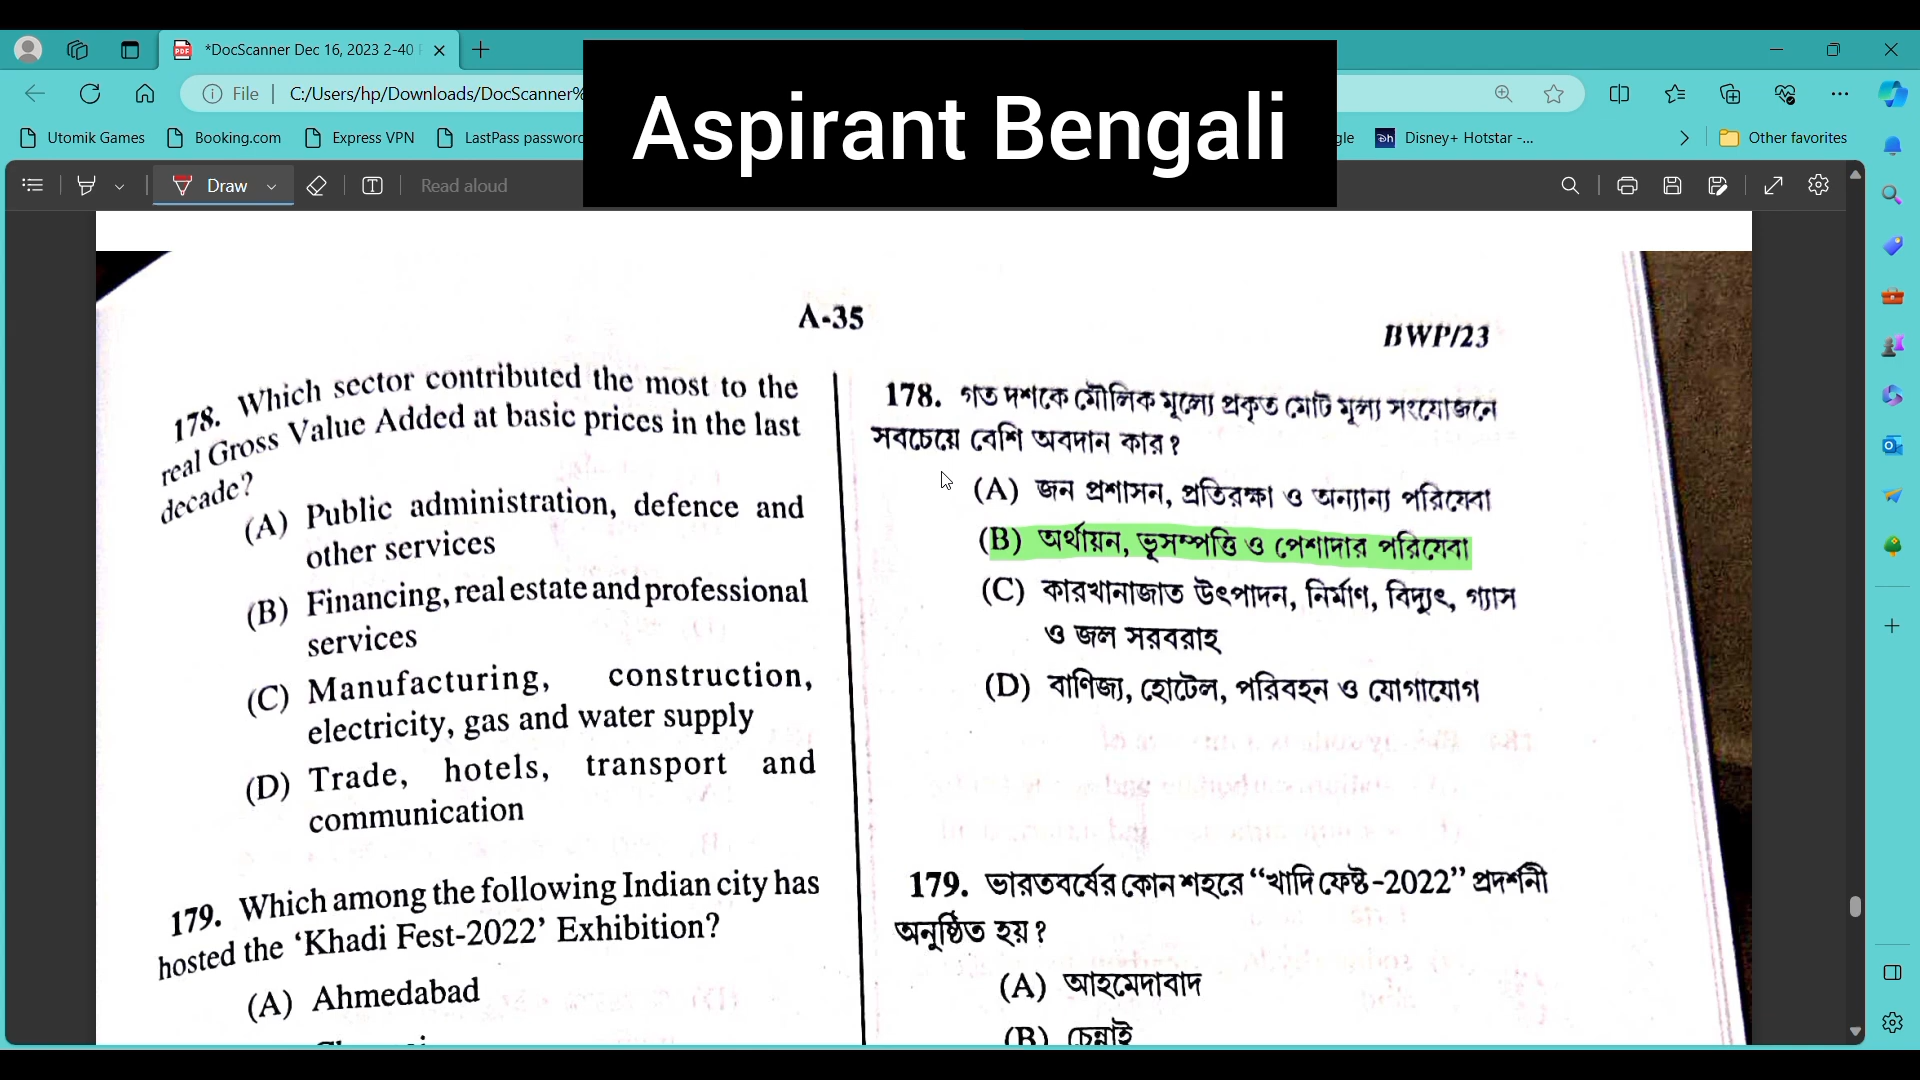 *DocScanner Dec 16, 2023 2-40
File
C:/Users/hp/Downloads/DocScanner%
Aspirant Bengali
Utomik Games
Booking.com
Express VPN
LastPass password
gle
Disney+ Hotstar -...
Other favorites
Draw
Read aloud
A-35
BWP/23
178. Which sector contributed the most to the
real Gross Value Added at basic prices in the last
decade?
(A) Public administration, defence and
other services
(B) Financing, real estate and professional
services
(C) Manufacturing, construction,
electricity, gas and water supply
(D) Trade, hotels, transport and
communication
179. Which among the following Indian city has
hosted the ‘Khadi Fest-2022’ Exhibition?
(A) Ahmedabad
178. গত দশকে মৌলিক মূল্যে প্রকৃত মোট মূল্য সংযোজনে
সবচেয়ে বেশি অবদান কার?
(A) জন প্রশাসন, প্রতিরক্ষা ও অন্যান্য পরিষেবা
(B) অর্থায়ন, ভূসম্পত্তি ও পেশাদার পরিষেবা
(C) কারখানাজাত উৎপাদন, নির্মাণ, বিদ্যুৎ, গ্যাস
ও জল সরবরাহ
(D) বাণিজ্য, হোটেল, পরিবহন ও যোগাযোগ
179. ভারতবর্ষের কোন শহরে “খাদি ফেষ্ট-2022” প্রদর্শনী
অনুষ্ঠিত হয়?
(A) আহমেদাবাদ
(B) চেন্নাই